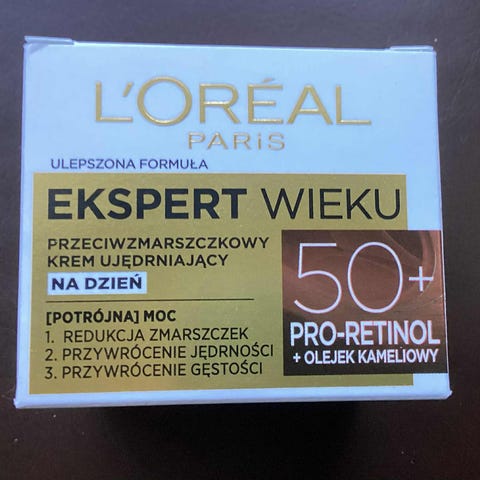 L'ORÉAL
PARIS
ULEPSZONA FORMUŁA
EKSPERT WIEKU
PRZECIWZMARSZCZKOWY
KREM UJĘDRNIAJĄCY
NA DZIEŃ
[POTRÓJNA] MOC
1. REDUKCJA ZMARSZCZEK
2. PRZYWRÓCENIE JĘDRNOŚCI
3. PRZYWRÓCENIE GĘSTOŚCI
50+
PRO-RETINOL
+ OLEJEK KAMELIOWY